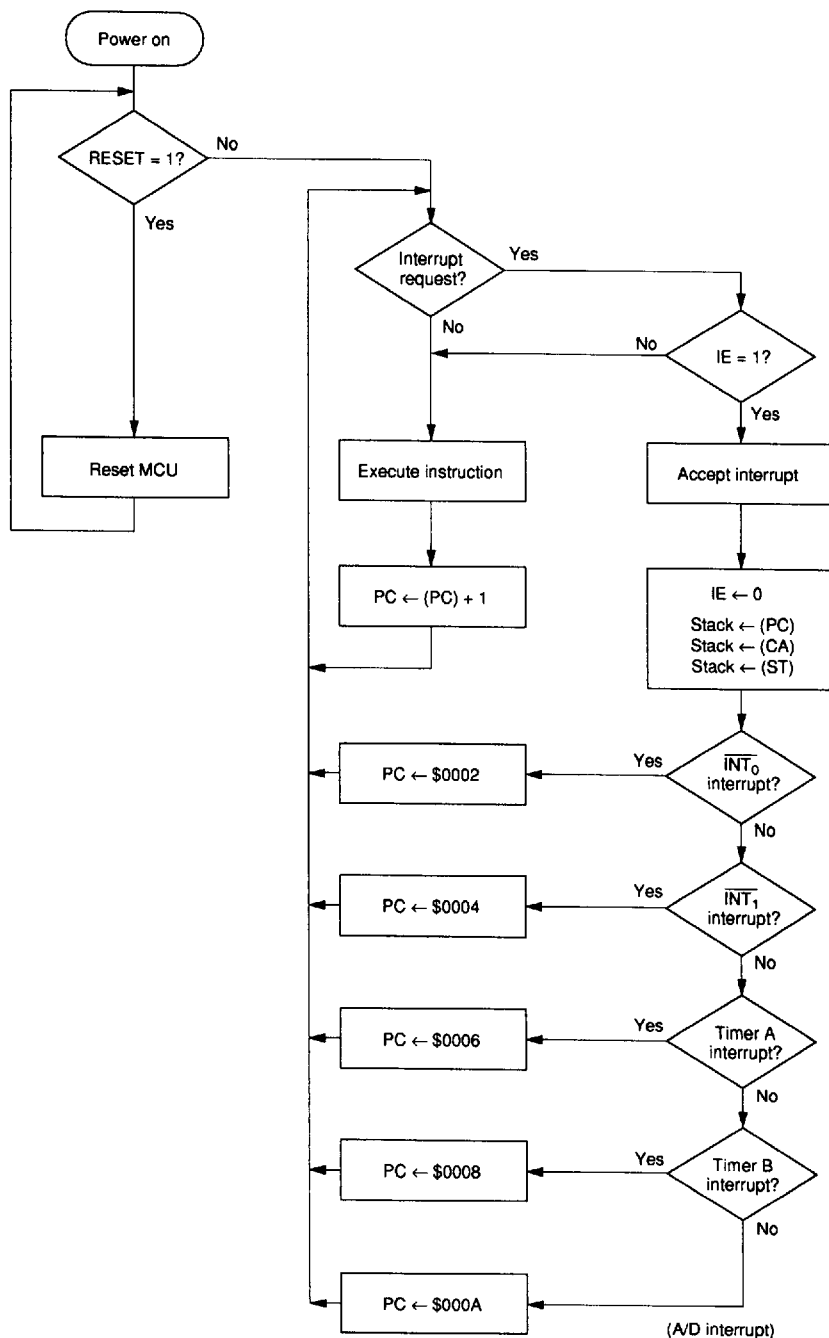 Power on
RESET = 1?
No
Yes
Interrupt
request?
Yes
No
No
IE = 1?
Yes
Reset MCU
Execute instruction
Accept interrupt
PC ← (PC) + 1
IE ← 0
Stack ← (PC)
Stack ← (CA)
Stack ← (ST)
PC ← $0002
Yes
INT₀
interrupt?
No
PC ← $0004
Yes
INT₁
interrupt?
No
PC ← $0006
Yes
Timer A
interrupt?
No
PC ← $0008
Yes
Timer B
interrupt?
No
PC ← $000A
(A/D interrupt)